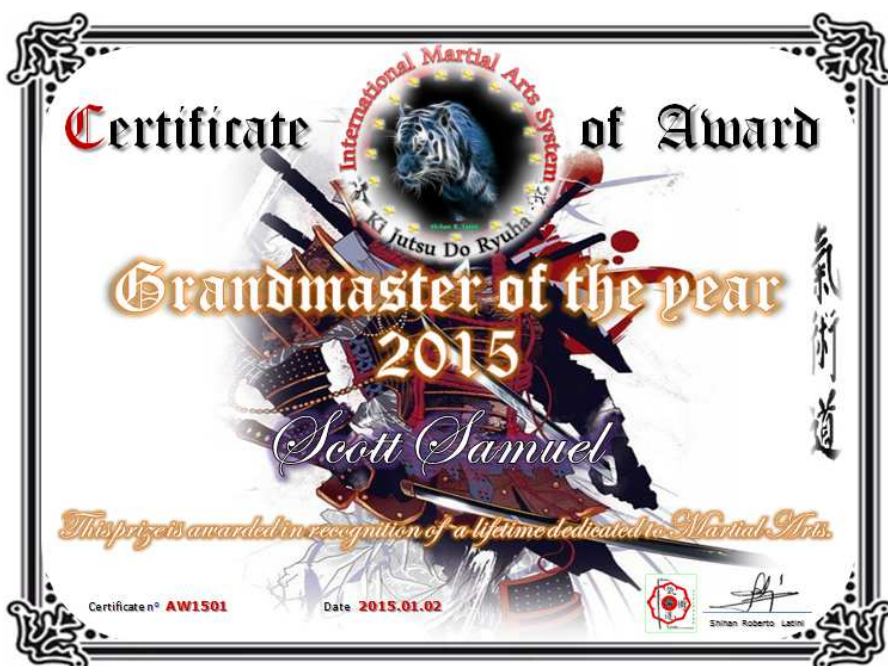 Certificate of Award
International Martial Arts System
Ki Jutsu Do Ryuha
Grandmaster of the year
2015
Scott Samuel
This prize is awarded in recognition of a lifetime dedicated to Martial Arts.
氣術道
Certificate n° AW1501
Date 2015.01.02
Shihan Roberto Latini